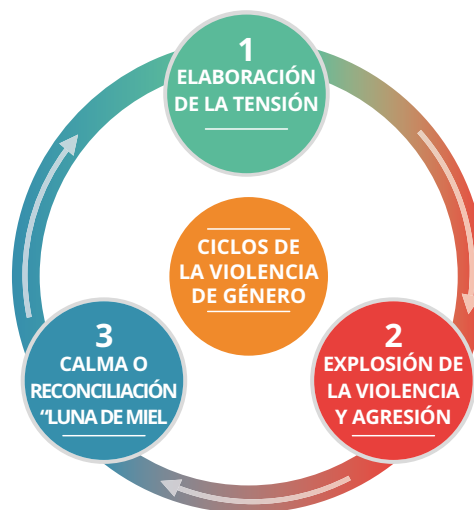 1
ELABORACIÓN
DE LA TENSIÓN
CICLOS DE
LA VIOLENCIA
DE GÉNERO
2
EXPLOSIÓN DE
LA VIOLENCIA
Y AGRESIÓN
3
CALMA O
RECONCILIACIÓN
“LUNA DE MIEL